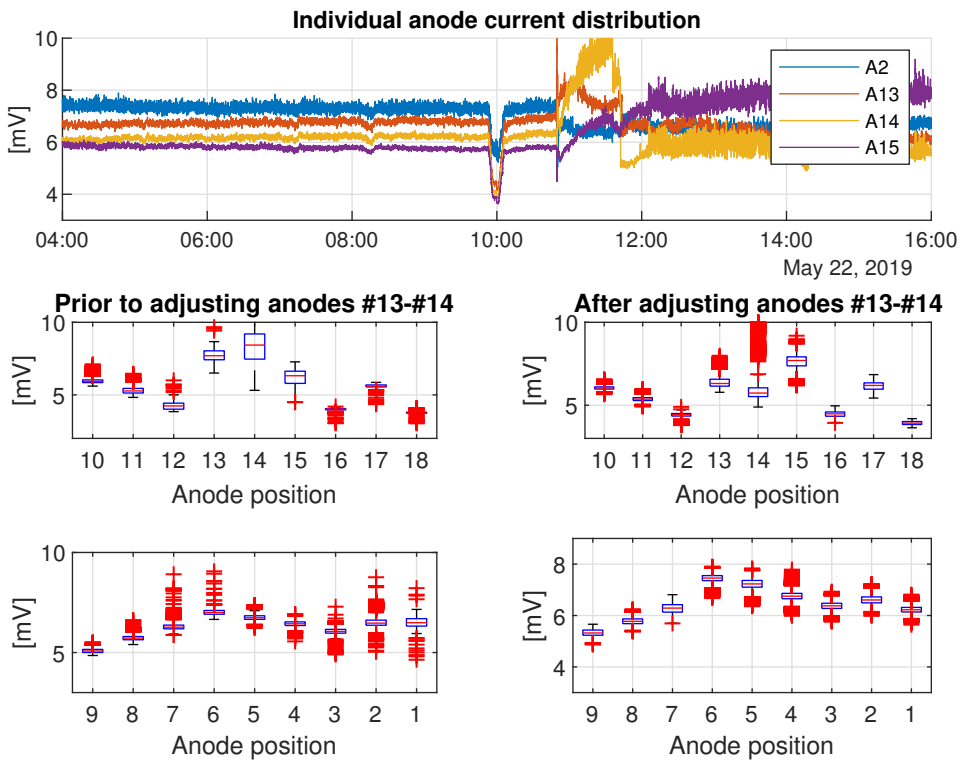 Individual anode current distribution
10
8
6
4
[mV]
A2
A13
A14
A15
04:00 06:00 08:00 10:00 12:00 14:00 16:00
May 22, 2019
Prior to adjusting anodes #13-#14
10
5
[mV]
10 11 12 13 14 15 16 17 18
Anode position
After adjusting anodes #13-#14
10
5
[mV]
10 11 12 13 14 15 16 17 18
Anode position
10
5
[mV]
9 8 7 6 5 4 3 2 1
Anode position
8
6
4
[mV]
9 8 7 6 5 4 3 2 1
Anode position